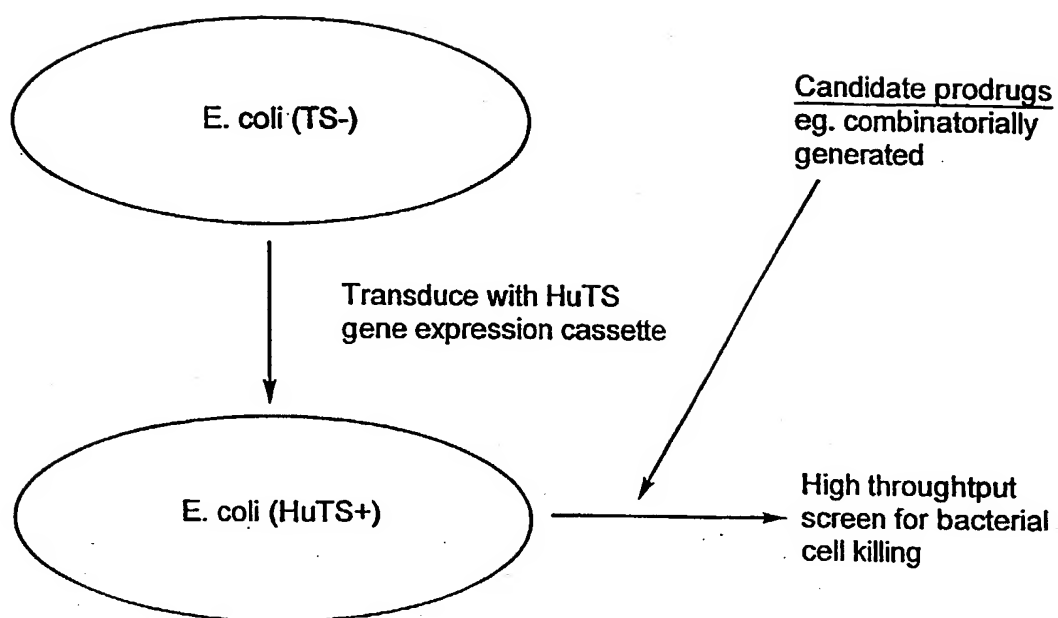 E. coli (TS-)
Candidate prodrugs
eg. combinatorially
generated
Transduce with HuTS
gene expression cassette
E. coli (HuTS+)
High throughtput
screen for bacterial
cell killing